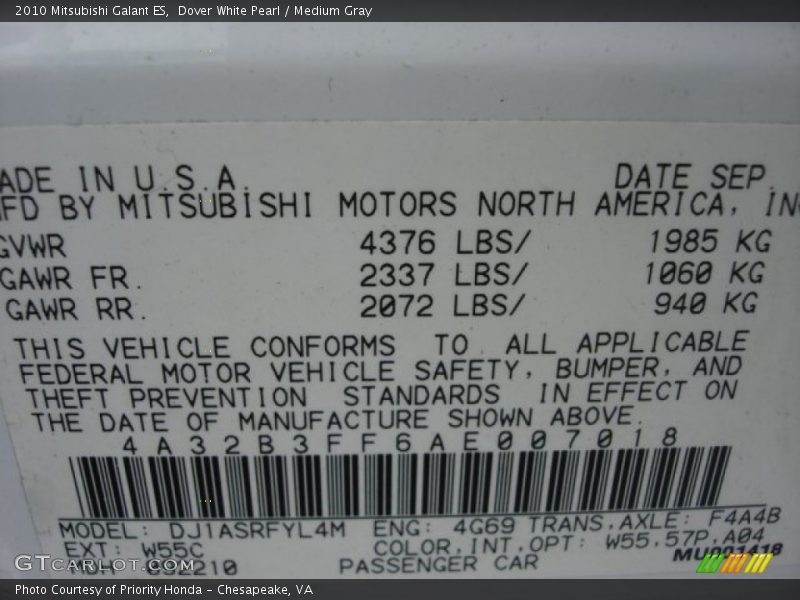 2010 Mitsubishi Galant ES, Dover White Pearl / Medium Gray
ADE IN U.S.A. DATE SEP.
MFD BY MITSUBISHI MOTORS NORTH AMERICA, IN
GVWR 4376 LBS/ 1985 KG
GAWR FR. 2337 LBS/ 1060 KG
GAWR RR. 2072 LBS/ 940 KG
THIS VEHICLE CONFORMS TO ALL APPLICABLE
FEDERAL MOTOR VEHICLE SAFETY, BUMPER, AND
THEFT PREVENTION STANDARDS IN EFFECT ON
THE DATE OF MANUFACTURE SHOWN ABOVE.
4A32B3FF6AE007018
MODEL: DJ1ASRFYL4M ENG: 4G69 TRANS.AXLE: F4A4B
EXT: W55C COLOR,INT,OPT: W55.57P.A04
PASSENGER CAR
GTCarcom.com
Photo Courtesy of Priority Honda - Chesapeake, VA